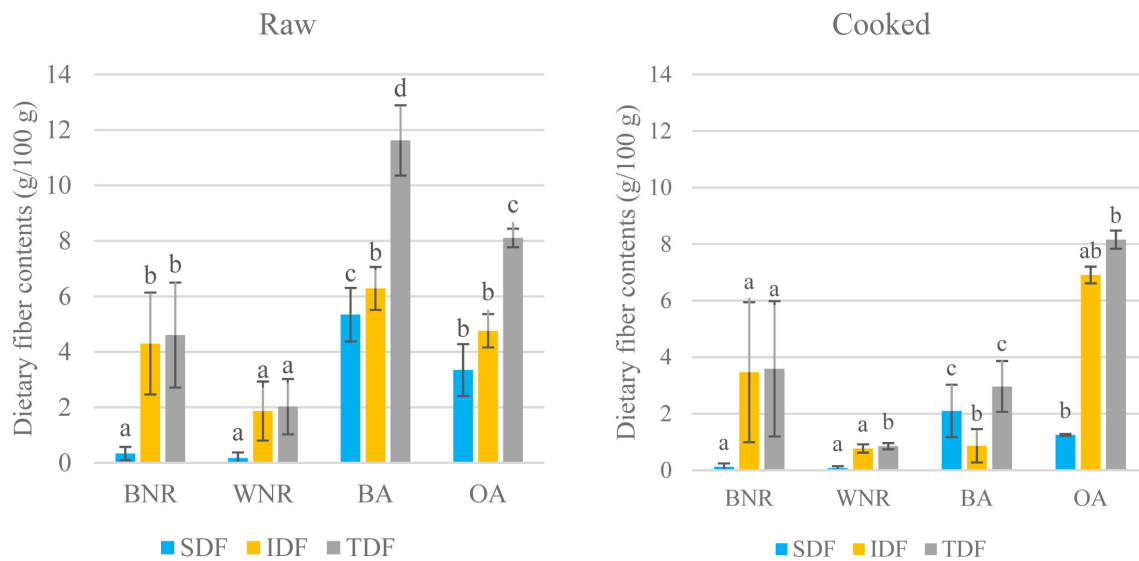 Raw
Dietary fiber contents (g/100 g)
14
12
10
8
6
4
2
0
a
b
b
a
a
a
c
b
d
b
b
c
BNR WNR BA OA
SDF IDF TDF
Cooked
Dietary fiber contents (g/100 g)
14
12
10
8
6
4
2
0
a
a
a
a
a
b
c
b
c
b
ab
b
BNR WNR BA OA
SDF IDF TDF